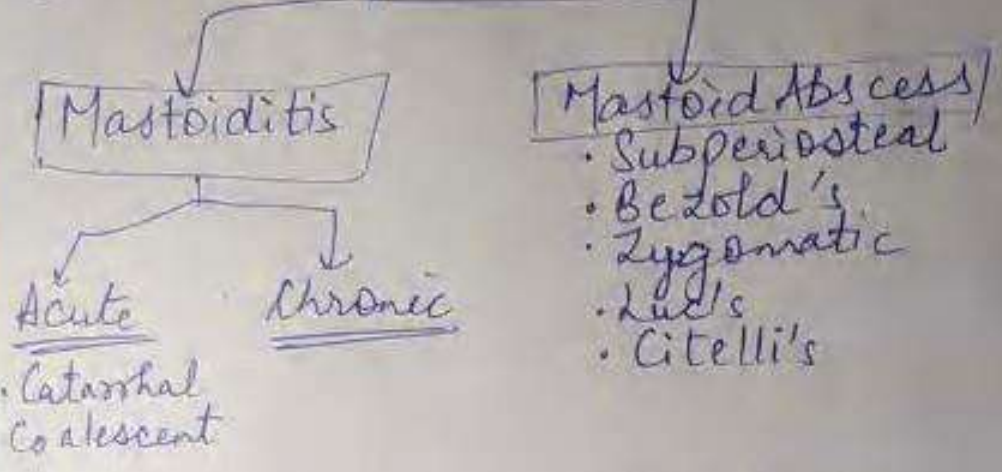 Mastoiditis
Acute
Chronic
. Catarrhal
Coalescent
Mastoid Abscess
. Subperiosteal
. Bezold's
. Zygomatic
. Luc's
. Citelli's